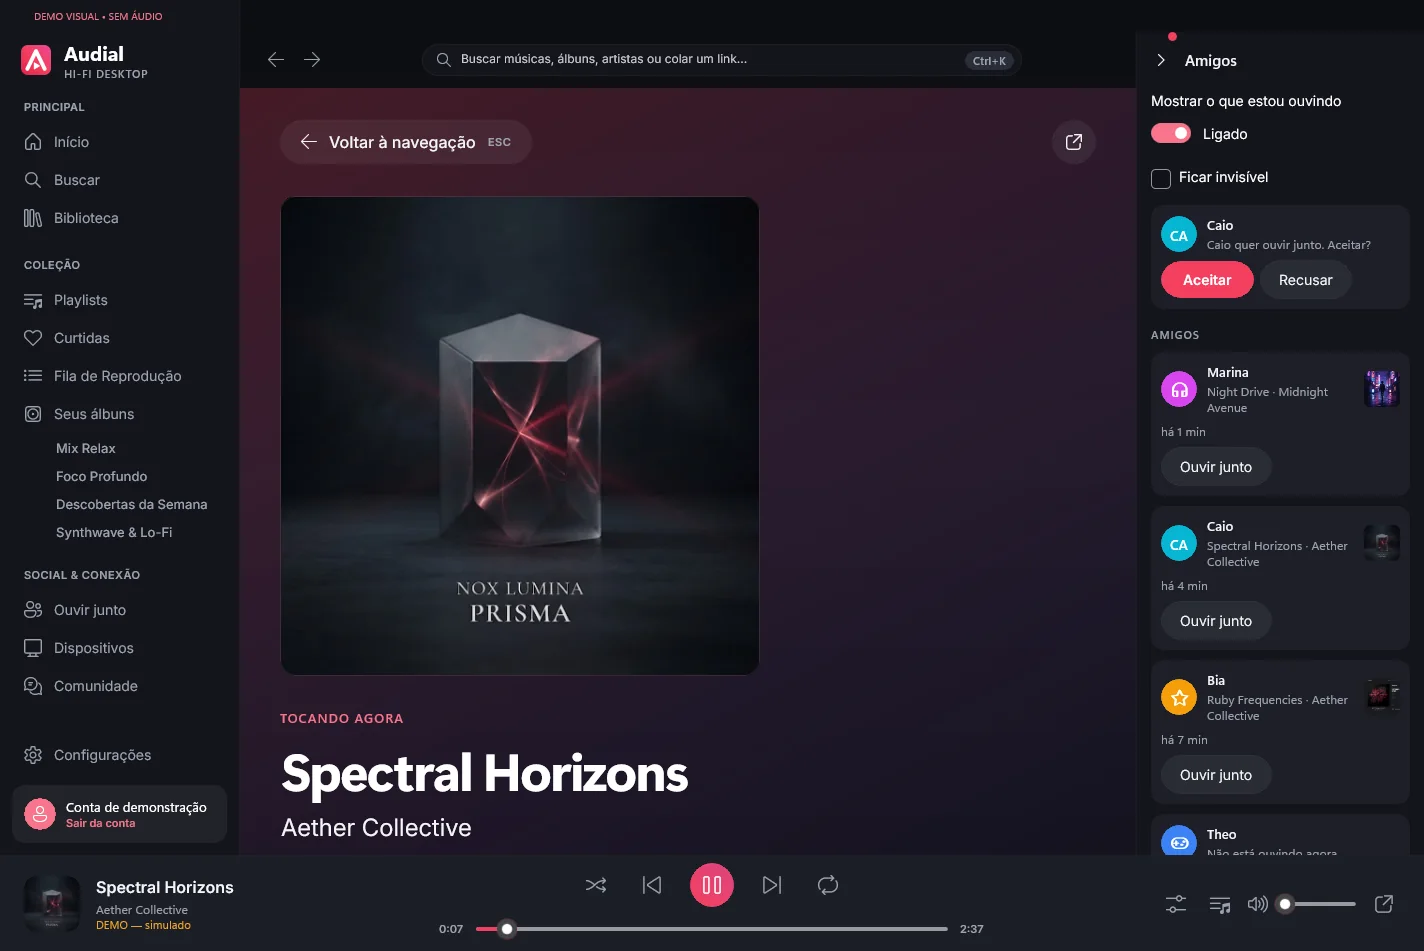 DEMO VISUAL • SEM ÁUDIO
Audial
HI-FI DESKTOP
PRINCIPAL
Início
Buscar
Biblioteca
COLEÇÃO
Playlists
Curtidas
Fila de Reprodução
Seus álbuns
Mix Relax
Foco Profundo
Descobertas da Semana
Synthwave & Lo-Fi
SOCIAL & CONEXÃO
Ouvir junto
Dispositivos
Comunidade
Configurações
Conta de demonstração
Sair da conta
Buscar músicas, álbuns, artistas ou colar um link...
Ctrl+K
Voltar à navegação ESC
NOX LUMINA
PRISMA
TOCANDO AGORA
Spectral Horizons
Aether Collective
Amigos
Mostrar o que estou ouvindo
Ligado
Ficar invisível
CA
Caio
Caio quer ouvir junto. Aceitar?
Aceitar
Recusar
AMIGOS
Marina
Night Drive · Midnight
Avenue
há 1 min
Ouvir junto
CA
Caio
Spectral Horizons · Aether
Collective
há 4 min
Ouvir junto
Bia
Ruby Frequencies · Aether
Collective
há 7 min
Ouvir junto
Theo
Não está ouvindo agora
Spectral Horizons
Aether Collective
DEMO — simulado
0:07
2:37